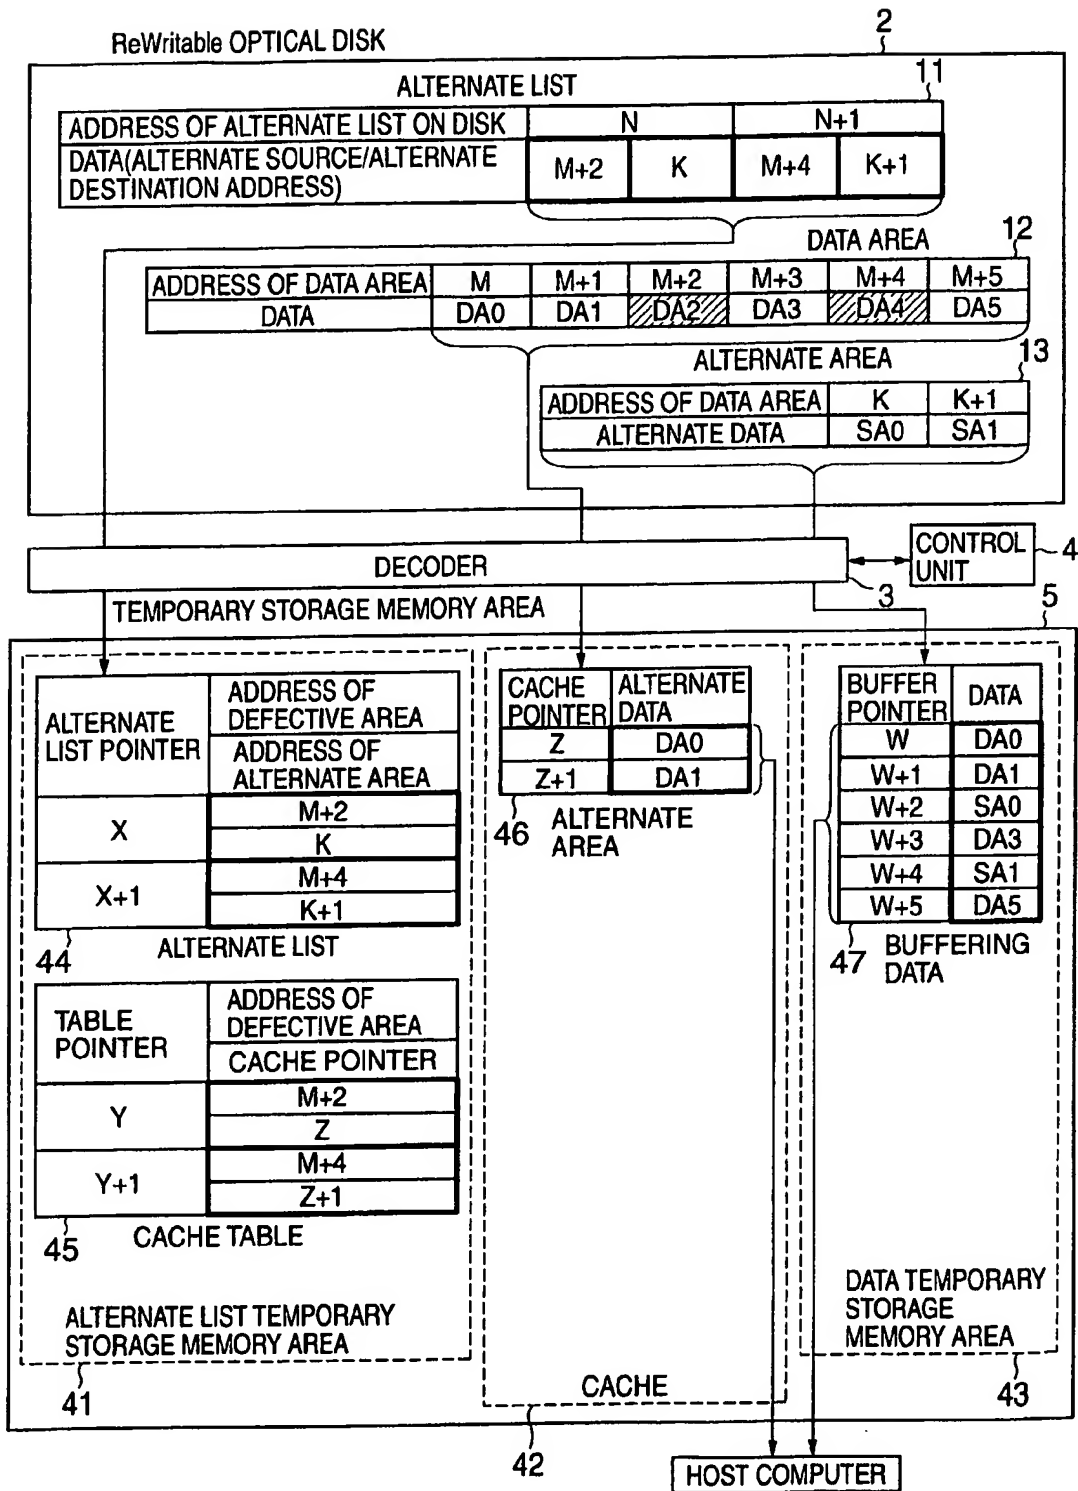 ReWritable OPTICAL DISK
2
ALTERNATE LIST
11
ADDRESS OF ALTERNATE LIST ON DISK N N+1
DATA(ALTERNATE SOURCE/ALTERNATE
DESTINATION ADDRESS)
M+2 K M+4 K+1
DATA AREA
12
ADDRESS OF DATA AREA M M+1 M+2 M+3 M+4 M+5
DATA DA0 DA1 DA2 DA3 DA4 DA5
ALTERNATE AREA
13
ADDRESS OF DATA AREA K K+1
ALTERNATE DATA SA0 SA1
DECODER
3
CONTROL
UNIT
4
TEMPORARY STORAGE MEMORY AREA
5
ALTERNATE
LIST POINTER
ADDRESS OF
DEFECTIVE AREA
ADDRESS OF
ALTERNATE AREA
X
M+2
K
X+1
M+4
K+1
44
ALTERNATE LIST
TABLE
POINTER
ADDRESS OF
DEFECTIVE AREA
CACHE POINTER
Y
M+2
Z
Y+1
M+4
Z+1
45
CACHE TABLE
ALTERNATE LIST TEMPORARY
STORAGE MEMORY AREA
41
CACHE
POINTER
ALTERNATE
DATA
Z DA0
Z+1 DA1
46
ALTERNATE
AREA
CACHE
42
BUFFER
POINTER
DATA
W DA0
W+1 DA1
W+2 SA0
W+3 DA3
W+4 SA1
W+5 DA5
47
BUFFERING
DATA
DATA TEMPORARY
STORAGE
MEMORY AREA
43
HOST COMPUTER